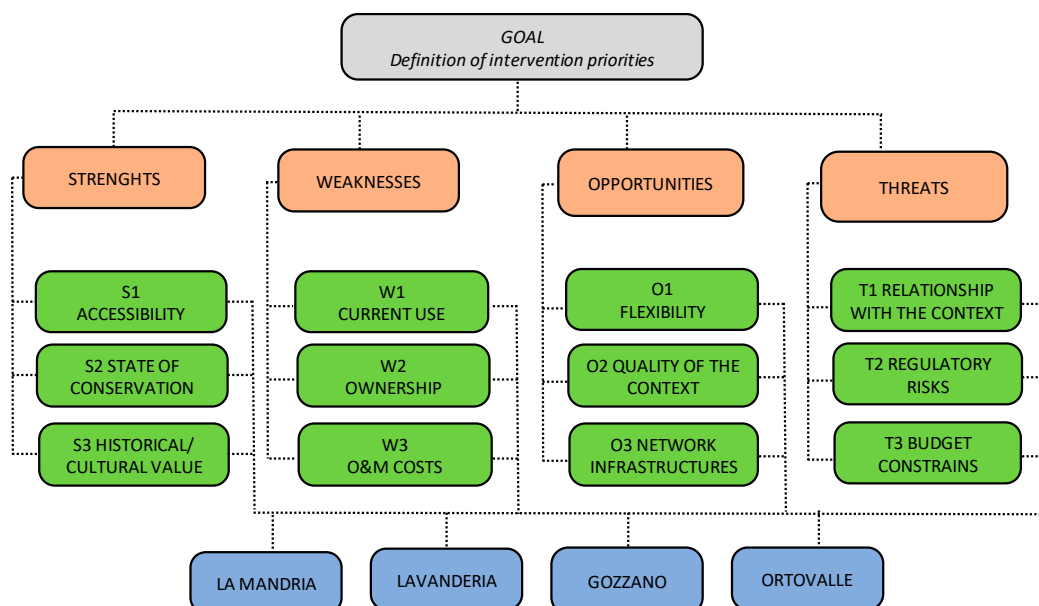 GOAL
Definition of intervention priorities
STRENGHTS
WEAKNESSES
OPPORTUNITIES
THREATS
S1
ACCESSIBILITY
W1
CURRENT USE
O1
FLEXIBILITY
T1 RELATIONSHIP
WITH THE CONTEXT
S2 STATE OF
CONSERVATION
W2
OWNERSHIP
O2 QUALITY OF THE
CONTEXT
T2 REGULATORY
RISKS
S3 HISTORICAL/
CULTURAL VALUE
W3
O&M COSTS
O3 NETWORK
INFRASTRUCTURES
T3 BUDGET
CONSTRAINS
LA MANDRIA
LAVANDERIA
GOZZANO
ORTOVALLE